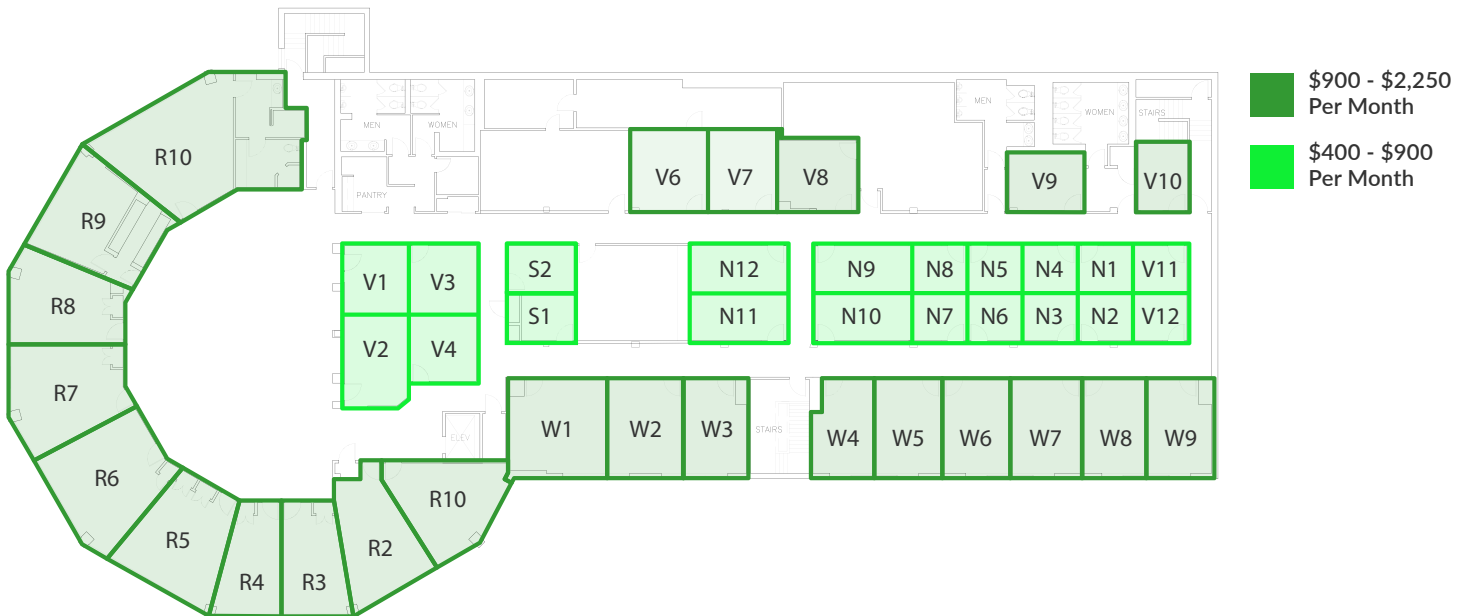 $900 - $2,250
Per Month
$400 - $900
Per Month
MEN
WOMEN
PANTRY
MEN
WOMEN
STAIRS
R10
R9
R8
R7
R6
R5
R4
R3
R2
R10
V6
V7
V8
V9
V10
V1
V3
V2
V4
S2
S1
N12
N11
N9
N8
N5
N4
N1
V11
N10
N7
N6
N3
N2
V12
ELEV
W1
W2
W3
STAIRS
W4
W5
W6
W7
W8
W9